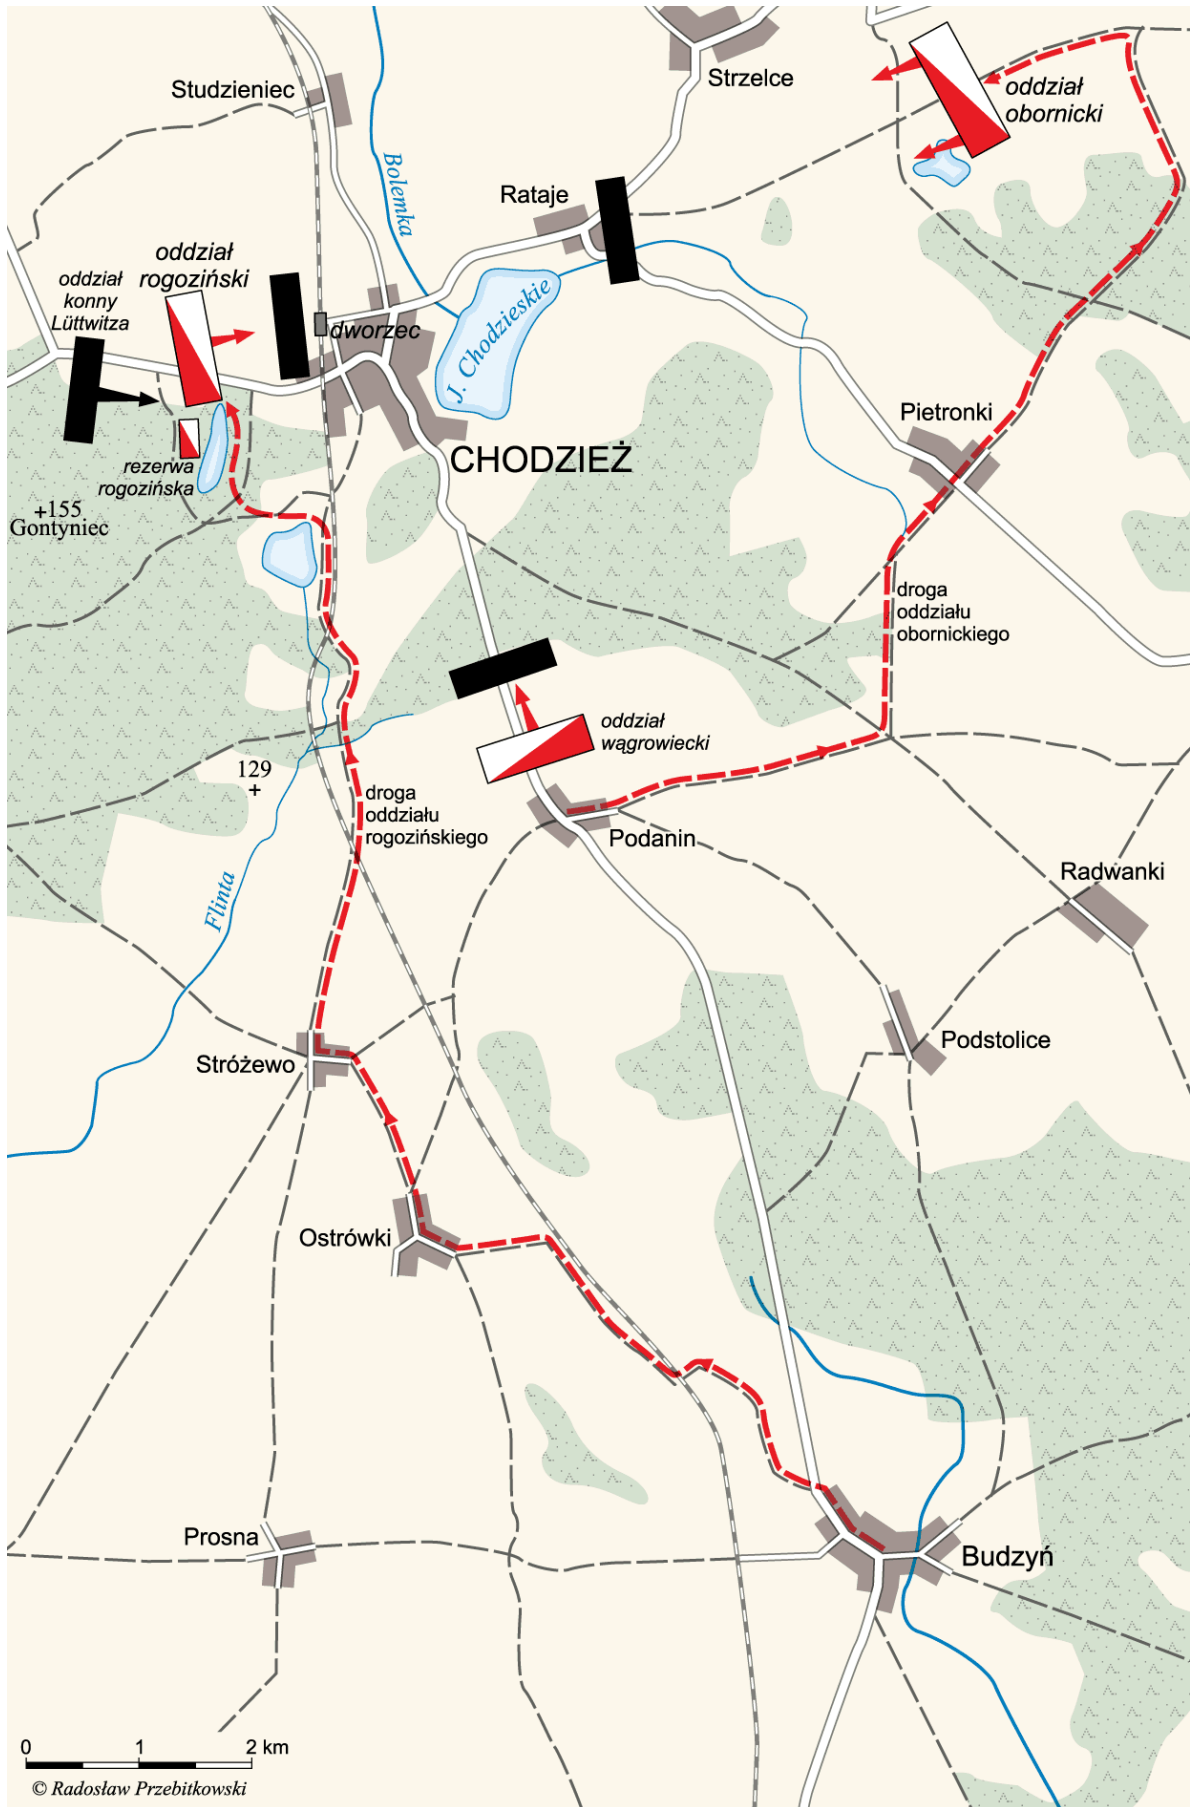 Strzelce
Studzieniec
oddział
obornicki
Bolemka
Rataje
oddział
rogoziński
oddział
konny
Lüttwitza
dworzec
J. Chodzieskie
Pietronki
CHODZIEŻ
rezerwa
rogozińska
+155
Gontyniec
droga
oddziału
obornickiego
oddział
wągrowiecki
129
+
droga
oddziału
rogozińskiego
Podanin
Radwanki
Flinta
Podstolice
Stróżewo
Ostrówki
Prosna
Budzyń
0 1 2 km
© Radosław Przebitkowski